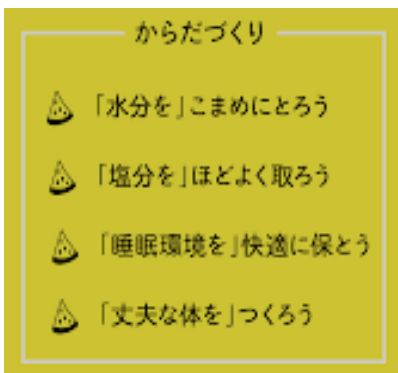 からだづくり
「水分を」こまめにとろう
「塩分を」ほどよく取ろう
「睡眠環境を」快適に保とう
「丈夫な体を」つくろう